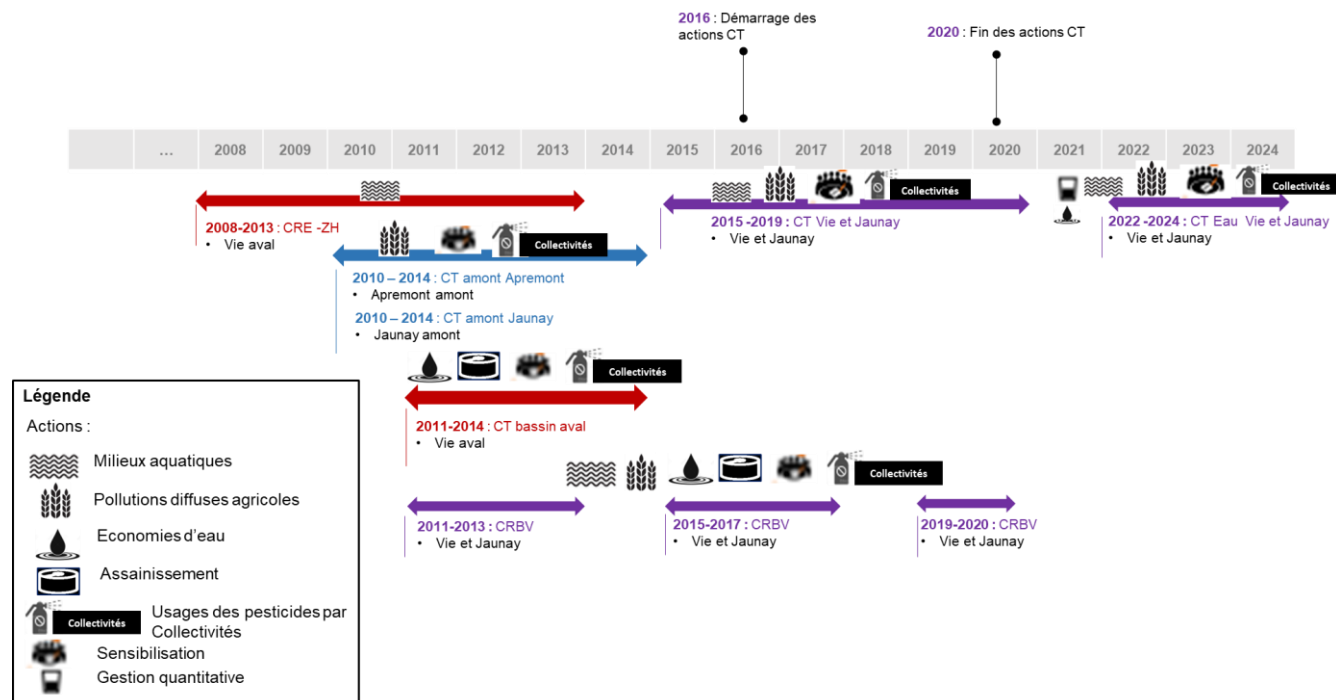 2016 : Démarrage des
actions CT
2020 : Fin des actions CT
... 2008 2009 2010 2011 2012 2013 2014 2015 2016 2017 2018 2019 2020 2021 2022 2023 2024
Collectivités
Collectivités
2008-2013 : CRE -ZH
• Vie aval
2015 -2019 : CT Vie et Jaunay
• Vie et Jaunay
2022 -2024 : CT Eau Vie et Jaunay
• Vie et Jaunay
Collectivités
2010 – 2014 : CT amont Apremont
• Apremont amont
2010 – 2014 : CT amont Jaunay
• Jaunay amont
Collectivités
2011-2014 : CT bassin aval
• Vie aval
Collectivités
2011-2013 : CRBV
• Vie et Jaunay
2015-2017 : CRBV
• Vie et Jaunay
2019-2020 : CRBV
• Vie et Jaunay
Légende
Actions :
Milieux aquatiques
Pollutions diffuses agricoles
Economies d'eau
Assainissement
Collectivités
Usages des pesticides par
Collectivités
Sensibilisation
Gestion quantitative